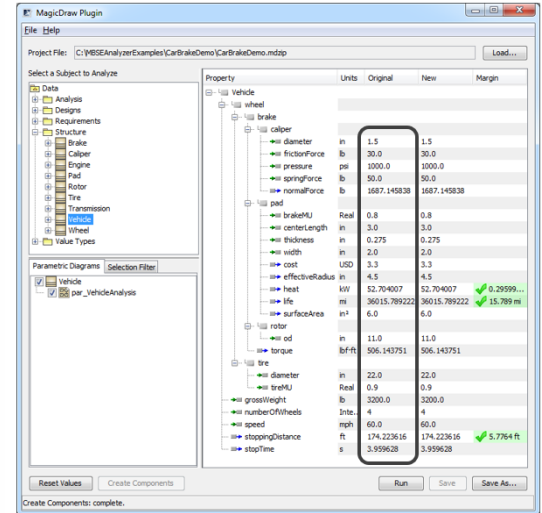 MagicDraw Plugin
File Help
Project File: C:\MBSEAnalyzerExamples\CarBrakeDemo\CarBrakeDemo.mdzip Load...
Select a Subject to Analyze
Data
Analysis
Designs
Requirements
Structure
Brake
Caliper
Engine
Pad
Rotor
Tire
Transmission
Vehicle
Wheel
Value Types
Parametric Diagrams Selection Filter
Vehicle
par_VehicleAnalysis
Property Units Original New Margin
Vehicle
wheel
brake
caliper
diameter in 1.5 1.5
frictionForce lb 30.0 30.0
pressure psi 1000.0 1000.0
springForce lb 50.0 50.0
normalForce lb 1687.145838 1687.145838
pad
brakeMU Real 0.8 0.8
centerLength in 3.0 3.0
thickness in 0.275 0.275
width in 2.0 2.0
cost USD 3.3 3.3
effectiveRadius in 4.5 4.5
heat kW 52.704007 52.704007 0.29599...
life mi 36015.789222 36015.789222 15.789 mi
surfaceArea in² 6.0 6.0
rotor
od in 11.0 11.0
torque lbf·ft 506.143751 506.143751
tire
diameter in 22.0 22.0
tireMU Real 0.9 0.9
grossWeight lb 3200.0 3200.0
numberOfWheels Inte... 4 4
speed mph 60.0 60.0
stoppingDistance ft 174.223616 174.223616 5.7764 ft
stopTime s 3.959628 3.959628
Reset Values Create Components Run Save Save As...
Create Components: complete.